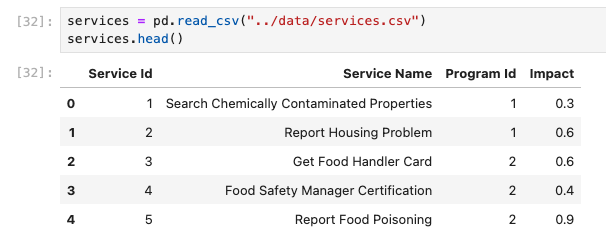 [32]: services = pd.read_csv("../data/services.csv")
services.head()
[32]: Service Id Service Name Program Id Impact
0 1 Search Chemically Contaminated Properties 1 0.3
1 2 Report Housing Problem 1 0.6
2 3 Get Food Handler Card 2 0.6
3 4 Food Safety Manager Certification 2 0.4
4 5 Report Food Poisoning 2 0.9